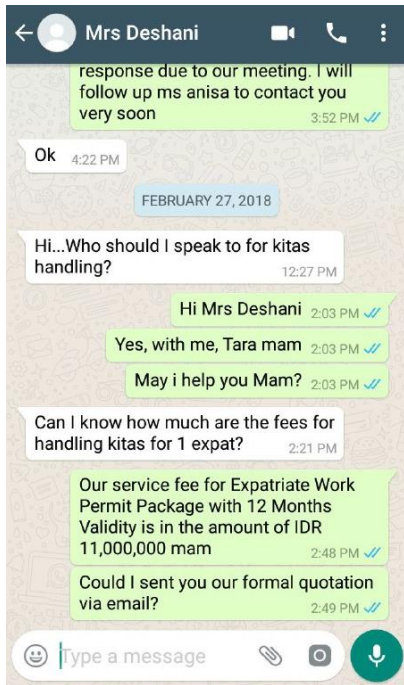 Mrs Deshani
response due to our meeting. I will
follow up ms anisa to contact you
very soon
3:52 PM
Ok 4:22 PM
FEBRUARY 27, 2018
Hi...Who should I speak to for kitas
handling?
12:27 PM
Hi Mrs Deshani 2:03 PM
Yes, with me, Tara mam 2:03 PM
May i help you Mam? 2:03 PM
Can I know how much are the fees for
handling kitas for 1 expat?
2:21 PM
Our service fee for Expatriate Work
Permit Package with 12 Months
Validity is in the amount of IDR
11,000,000 mam
2:48 PM
Could I sent you our formal quotation
via email?
2:49 PM
Type a message